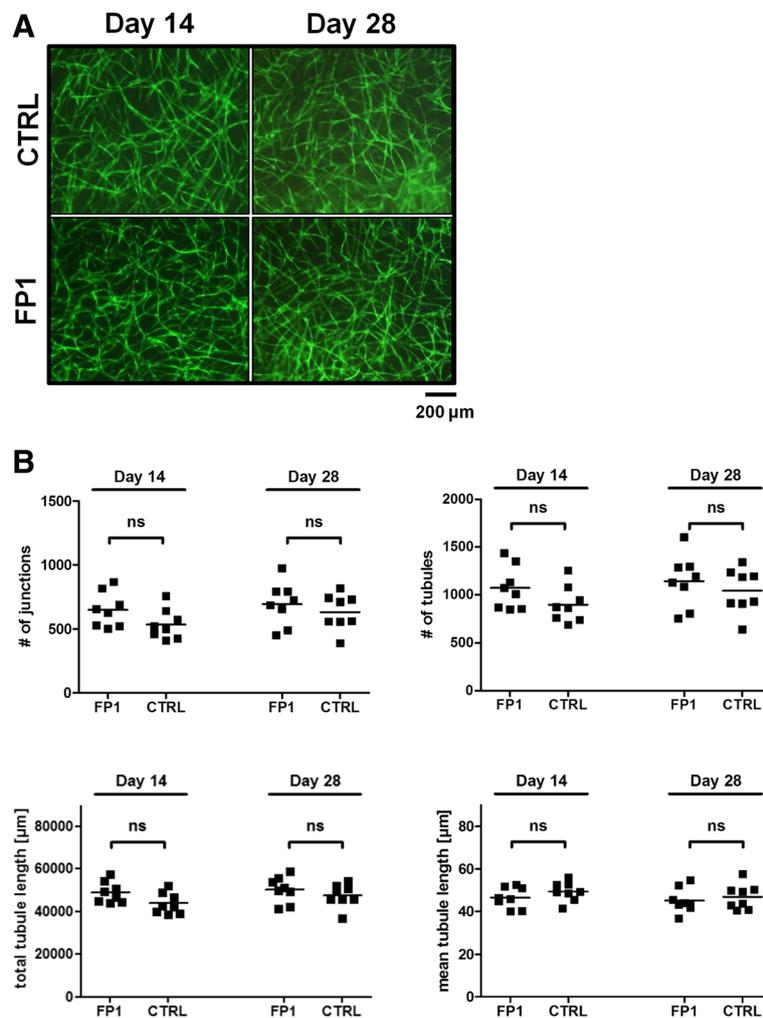 A
Day 14 Day 28
CTRL
FP1
200 µm
B
Day 14 Day 28
ns ns
# of junctions
1500
1000
500
0
FP1 CTRL FP1 CTRL
Day 14 Day 28
ns ns
# of tubules
2000
1500
1000
500
0
FP1 CTRL FP1 CTRL
Day 14 Day 28
ns ns
total tubule length [µm]
80000
60000
40000
20000
0
FP1 CTRL FP1 CTRL
Day 14 Day 28
ns ns
mean tubule length [µm]
80
60
40
20
0
FP1 CTRL FP1 CTRL